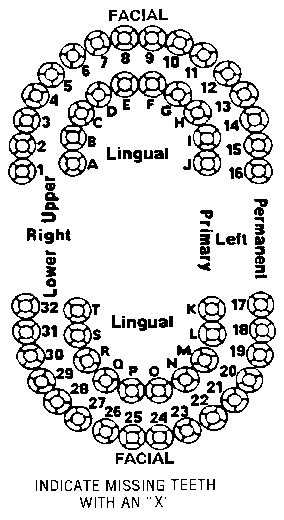 FACIAL
7 8 9 10
6 11
5 12
4 13
3 14
2 15
1 16
E F
D G
C H
B I
A J
Lingual
Upper
Right
Lower
Primary
Left
Permanent
32 T K 17
31 S L 18
30 R M 19
29 Q P O N 20
28 21
27 22
26 25 24 23
Lingual
FACIAL
INDICATE MISSING TEETH
WITH AN "X'